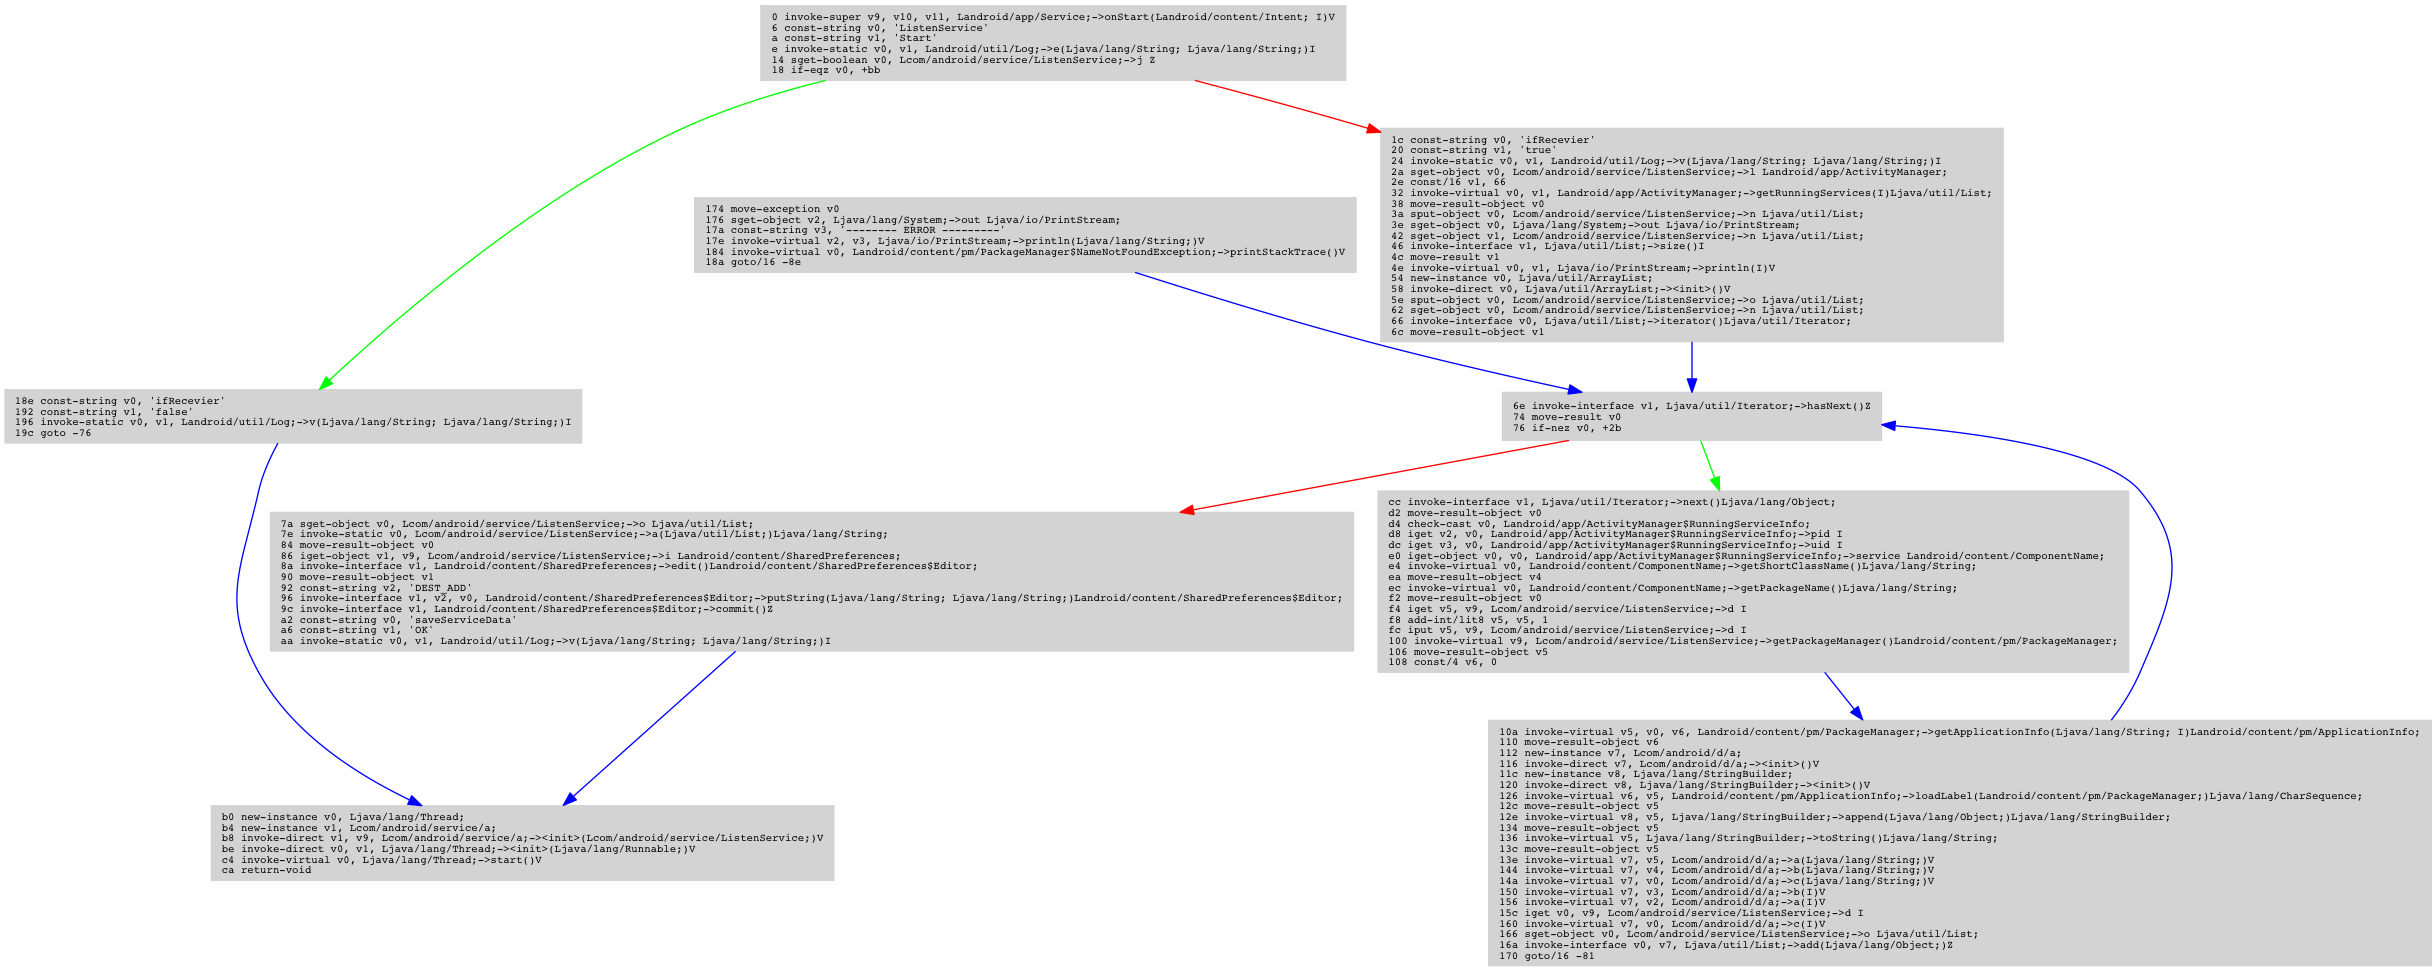 0 invoke-super v9, v10, v11, Landroid/app/Service;->onStart(Landroid/content/Intent; I)V
6 const-string v0, 'ListenService'
a const-string v1, 'Start'
e invoke-static v0, v1, Landroid/util/Log;->e(Ljava/lang/String; Ljava/lang/String;)I
14 sget-boolean v0, Lcom/android/service/ListenService;->j Z
18 if-eqz v0, +bb
1c const-string v0, 'ifRecevier'
20 const-string v1, 'true'
24 invoke-static v0, v1, Landroid/util/Log;->v(Ljava/lang/String; Ljava/lang/String;)I
2a sget-object v0, Lcom/android/service/ListenService;->l Landroid/app/ActivityManager;
2e const/16 v1, 66
32 invoke-virtual v0, v1, Landroid/app/ActivityManager;->getRunningServices(I)Ljava/util/List;
38 move-result-object v0
3a sput-object v0, Lcom/android/service/ListenService;->n Ljava/util/List;
3e sget-object v0, Ljava/lang/System;->out Ljava/io/PrintStream;
42 sget-object v1, Lcom/android/service/ListenService;->n Ljava/util/List;
46 invoke-interface v1, Ljava/util/List;->size()I
4c move-result v1
4e invoke-virtual v0, v1, Ljava/io/PrintStream;->println(I)V
54 new-instance v0, Ljava/util/ArrayList;
58 invoke-direct v0, Ljava/util/ArrayList;-><init>()V
5e sput-object v0, Lcom/android/service/ListenService;->o Ljava/util/List;
62 sget-object v0, Lcom/android/service/ListenService;->n Ljava/util/List;
66 invoke-interface v0, Ljava/util/List;->iterator()Ljava/util/Iterator;
6c move-result-object v1
174 move-exception v0
176 sget-object v2, Ljava/lang/System;->out Ljava/io/PrintStream;
17a const-string v3, '-------- ERROR ---------'
17e invoke-virtual v2, v3, Ljava/io/PrintStream;->println(Ljava/lang/String;)V
184 invoke-virtual v0, Landroid/content/pm/PackageManager$NameNotFoundException;->printStackTrace()V
18a goto/16 -8e
18e const-string v0, 'ifRecevier'
192 const-string v1, 'false'
196 invoke-static v0, v1, Landroid/util/Log;->v(Ljava/lang/String; Ljava/lang/String;)I
19c goto -76
6e invoke-interface v1, Ljava/util/Iterator;->hasNext()Z
74 move-result v0
76 if-nez v0, +2b
7a sget-object v0, Lcom/android/service/ListenService;->o Ljava/util/List;
7e invoke-static v0, Lcom/android/service/ListenService;->a(Ljava/util/List;)Ljava/lang/String;
84 move-result-object v0
86 iget-object v1, v9, Lcom/android/service/ListenService;->i Landroid/content/SharedPreferences;
8a invoke-interface v1, Landroid/content/SharedPreferences;->edit()Landroid/content/SharedPreferences$Editor;
90 move-result-object v1
92 const-string v2, 'DEST_ADD'
96 invoke-interface v1, v2, v0, Landroid/content/SharedPreferences$Editor;->putString(Ljava/lang/String; Ljava/lang/String;)Landroid/content/SharedPreferences$Editor;
9c invoke-interface v1, Landroid/content/SharedPreferences$Editor;->commit()Z
a2 const-string v0, 'saveServiceData'
a6 const-string v1, 'OK'
aa invoke-static v0, v1, Landroid/util/Log;->v(Ljava/lang/String; Ljava/lang/String;)I
cc invoke-interface v1, Ljava/util/Iterator;->next()Ljava/lang/Object;
d2 move-result-object v0
d4 check-cast v0, Landroid/app/ActivityManager$RunningServiceInfo;
d8 iget v2, v0, Landroid/app/ActivityManager$RunningServiceInfo;->pid I
dc iget v3, v0, Landroid/app/ActivityManager$RunningServiceInfo;->uid I
e0 iget-object v0, v0, Landroid/app/ActivityManager$RunningServiceInfo;->service Landroid/content/ComponentName;
e4 invoke-virtual v0, Landroid/content/ComponentName;->getShortClassName()Ljava/lang/String;
ea move-result-object v4
ec invoke-virtual v0, Landroid/content/ComponentName;->getPackageName()Ljava/lang/String;
f2 move-result-object v0
f4 iget v5, v9, Lcom/android/service/ListenService;->d I
f8 add-int/lit8 v5, v5, 1
fc iput v5, v9, Lcom/android/service/ListenService;->d I
100 invoke-virtual v9, Lcom/android/service/ListenService;->getPackageManager()Landroid/content/pm/PackageManager;
106 move-result-object v5
108 const/4 v6, 0
b0 new-instance v0, Ljava/lang/Thread;
b4 new-instance v1, Lcom/android/service/a;
b8 invoke-direct v1, v9, Lcom/android/service/a;-><init>(Lcom/android/service/ListenService;)V
be invoke-direct v0, v1, Ljava/lang/Thread;-><init>(Ljava/lang/Runnable;)V
c4 invoke-virtual v0, Ljava/lang/Thread;->start()V
ca return-void
10a invoke-virtual v5, v0, v6, Landroid/content/pm/PackageManager;->getApplicationInfo(Ljava/lang/String; I)Landroid/content/pm/ApplicationInfo;
110 move-result-object v6
112 new-instance v7, Lcom/android/d/a;
116 invoke-direct v7, Lcom/android/d/a;-><init>()V
11c new-instance v8, Ljava/lang/StringBuilder;
120 invoke-direct v8, Ljava/lang/StringBuilder;-><init>()V
126 invoke-virtual v6, v5, Landroid/content/pm/ApplicationInfo;->loadLabel(Landroid/content/pm/PackageManager;)Ljava/lang/CharSequence;
12c move-result-object v5
12e invoke-virtual v8, v5, Ljava/lang/StringBuilder;->append(Ljava/lang/Object;)Ljava/lang/StringBuilder;
134 move-result-object v5
136 invoke-virtual v5, Ljava/lang/StringBuilder;->toString()Ljava/lang/String;
13c move-result-object v5
13e invoke-virtual v7, v5, Lcom/android/d/a;->a(Ljava/lang/String;)V
144 invoke-virtual v7, v4, Lcom/android/d/a;->b(Ljava/lang/String;)V
14a invoke-virtual v7, v0, Lcom/android/d/a;->c(Ljava/lang/String;)V
150 invoke-virtual v7, v3, Lcom/android/d/a;->b(I)V
156 invoke-virtual v7, v2, Lcom/android/d/a;->a(I)V
15c iget v0, v9, Lcom/android/service/ListenService;->d I
160 invoke-virtual v7, v0, Lcom/android/d/a;->c(I)V
166 sget-object v0, Lcom/android/service/ListenService;->o Ljava/util/List;
16a invoke-interface v0, v7, Ljava/util/List;->add(Ljava/lang/Object;)Z
170 goto/16 -81